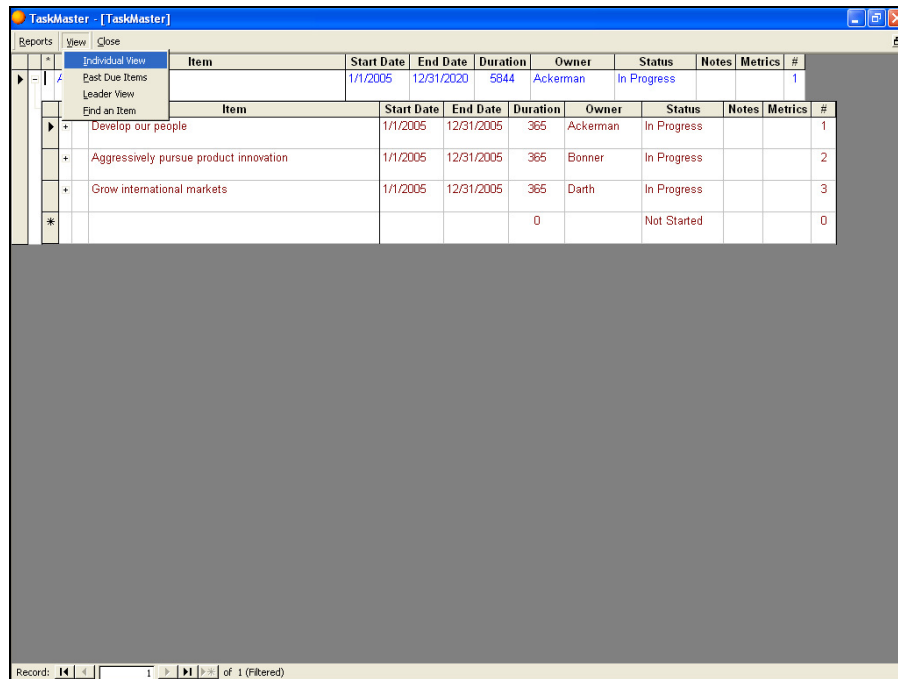 TaskMaster - [TaskMaster]
Reports View Close
* Item Start Date End Date Duration Owner Status Notes Metrics #
Individual View
Past Due Items
Leader View
Find an Item
1/1/2005 12/31/2020 5844 Ackerman In Progress 1
Item Start Date End Date Duration Owner Status Notes Metrics #
+ Develop our people 1/1/2005 12/31/2005 365 Ackerman In Progress 1
+ Aggressively pursue product innovation 1/1/2005 12/31/2005 365 Bonner In Progress 2
+ Grow international markets 1/1/2005 12/31/2005 365 Darth In Progress 3
* 0 Not Started 0
Record: 1 of 1 (Filtered)